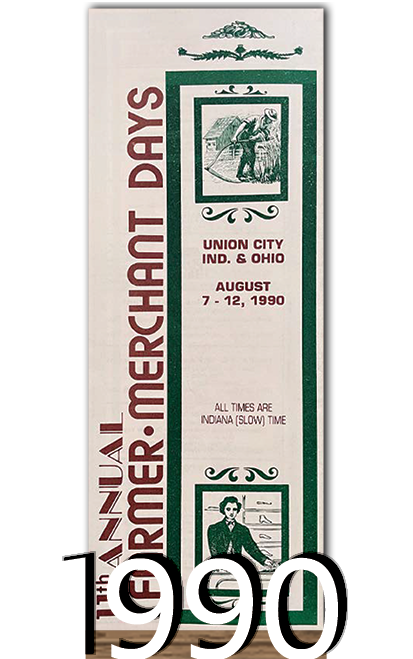 11th ANNUAL
FARMER·MERCHANT DAYS
UNION CITY
IND. & OHIO
AUGUST
7 - 12, 1990
ALL TIMES ARE
INDIANA (SLOW) TIME
1990